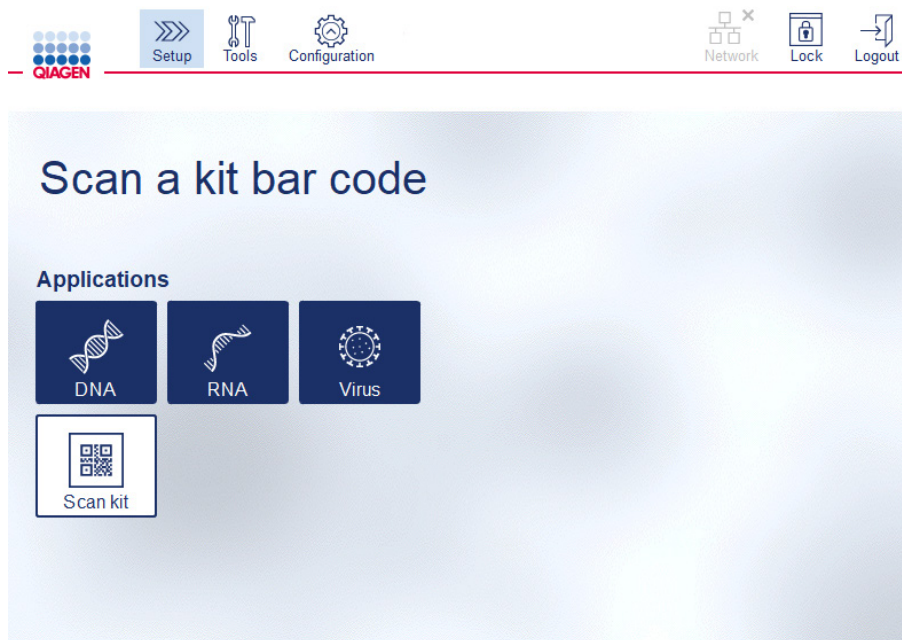 QIAGEN
Setup
Tools
Configuration
Network
Lock
Logout
Scan a kit bar code
Applications
DNA
RNA
Virus
Scan kit